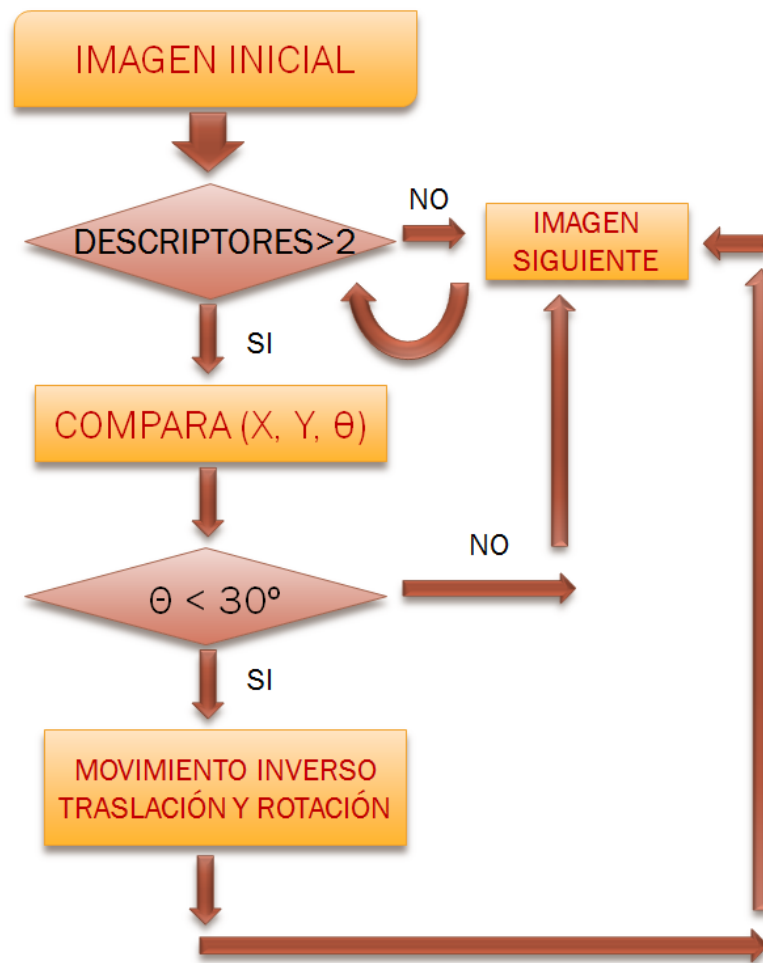 IMAGEN INICIAL
NO
DESCRIPTORES>2
IMAGEN
SIGUIENTE
SI
COMPARA (X, Y, θ)
NO
Θ < 30º
SI
MOVIMIENTO INVERSO
TRASLACIÓN Y ROTACIÓN